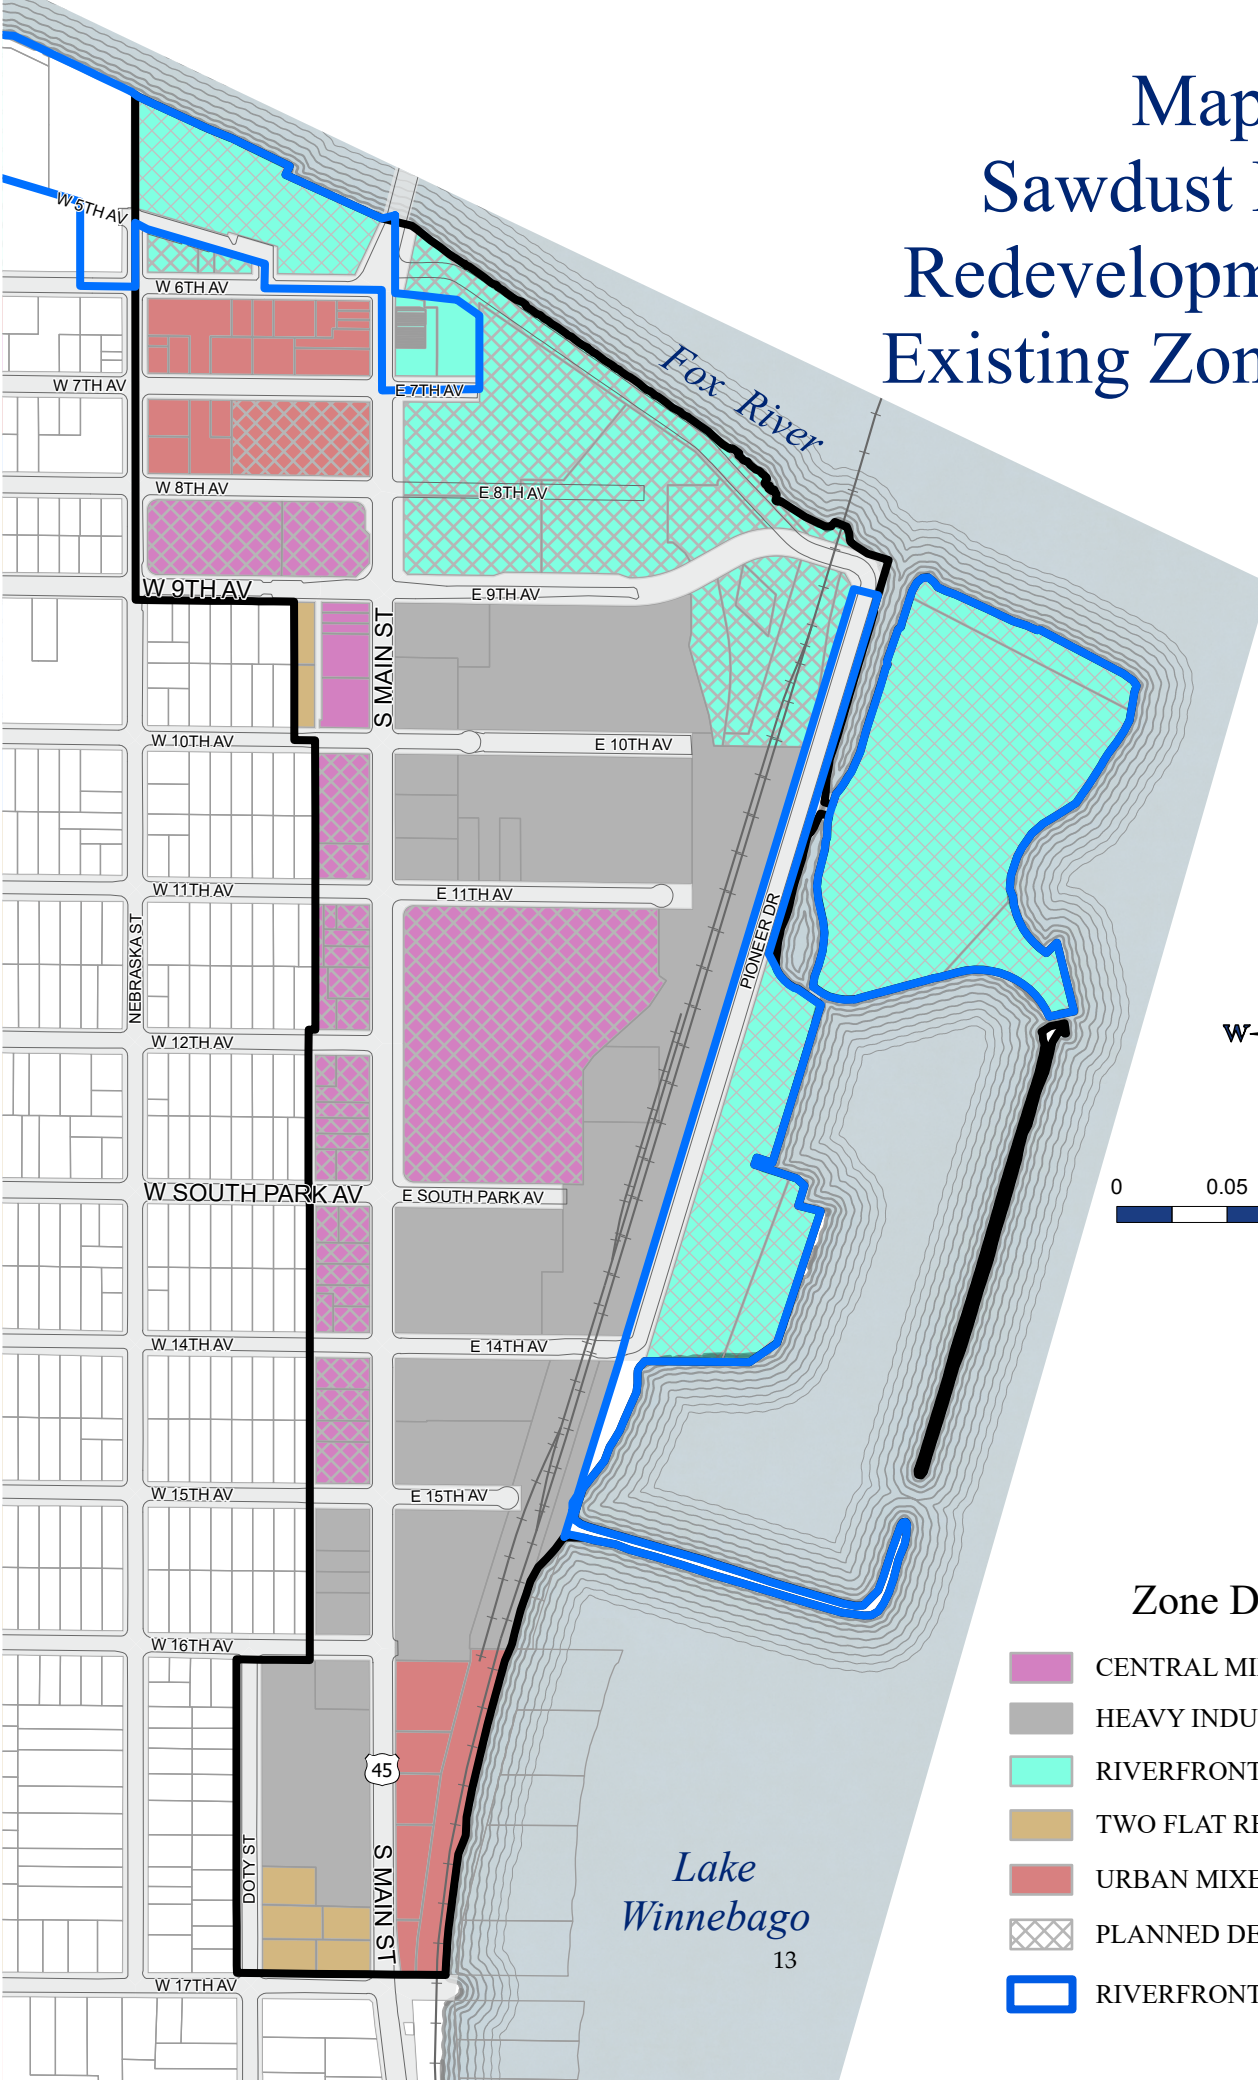 Map
Sawdust
Redevelopm
Existing Zon
W 5TH AV
W 6TH AV
W 7TH AV
E 7TH AV
Fox River
W 8TH AV
E 8TH AV
W 9TH AV
E 9TH AV
S MAIN ST
W 10TH AV
E 10TH AV
W 11TH AV
E 11TH AV
PIONEER DR
NEBRASKA ST
W 12TH AV
W
W SOUTH PARK AV
E SOUTH PARK AV
0 0.05
W 14TH AV
E 14TH AV
W 15TH AV
E 15TH AV
W 16TH AV
Zone D
CENTRAL MI
HEAVY INDU
RIVERFRONT
TWO FLAT RE
URBAN MIXE
PLANNED DE
RIVERFRONT
45
DOTY ST
S MAIN ST
Lake
Winnebago
13
W 17TH AV